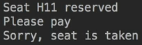 Seat H11 reserved
Please pay
Sorry, seat is taken